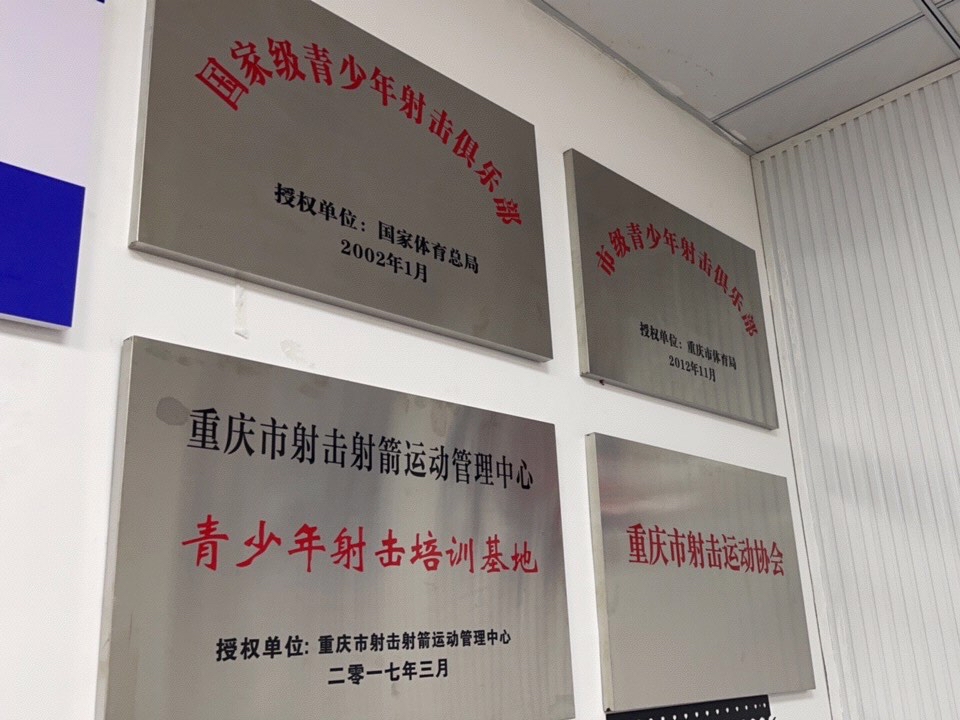 国家级青少年射击俱乐部
授权单位：国家体育总局
2002年1月
市级青少年射击俱乐部
授权单位：重庆市体育局
2012年11月
重庆市射击射箭运动管理中心
青少年射击培训基地
授权单位：重庆市射击射箭运动管理中心
二零一七年三月
重庆市射击运动协会